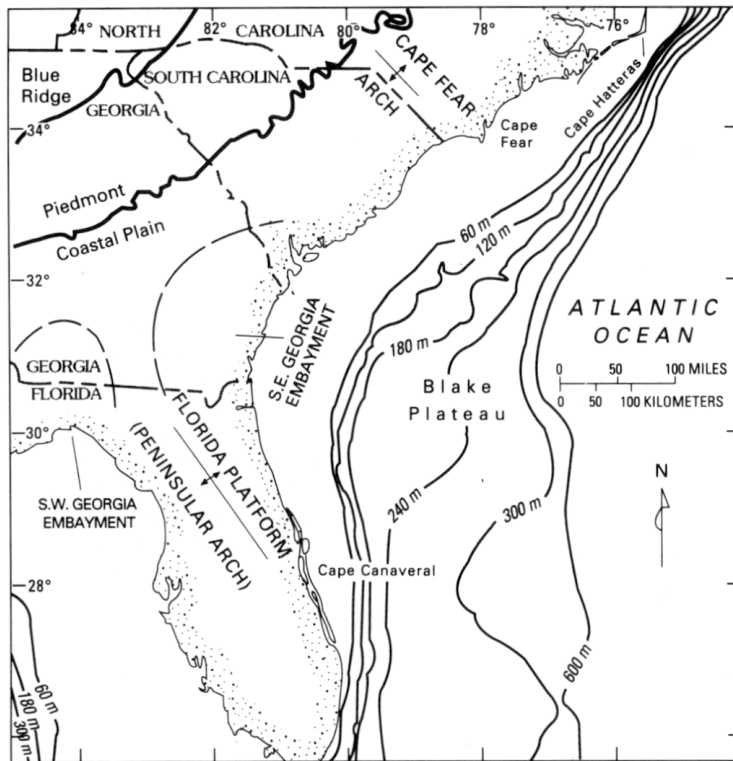 84°
82°
80°
78°
76°
NORTH
CAROLINA
Blue
Ridge
SOUTH CAROLINA
GEORGIA
CAPE FEAR
ARCH
Cape Hatteras
Cape
Fear
34°
Piedmont
Coastal Plain
60 m
120 m
32°
180 m
ATLANTIC
OCEAN
S.E. GEORGIA
EMBAYMENT
0 50 100 MILES
0 50 100 KILOMETERS
GEORGIA
FLORIDA
Blake
Plateau
30°
FLORIDA PLATFORM
(PENINSULAR ARCH)
S.W. GEORGIA
EMBAYMENT
N
240 m
300 m
28°
Cape Canaveral
600 m
60 m
180 m
300 m